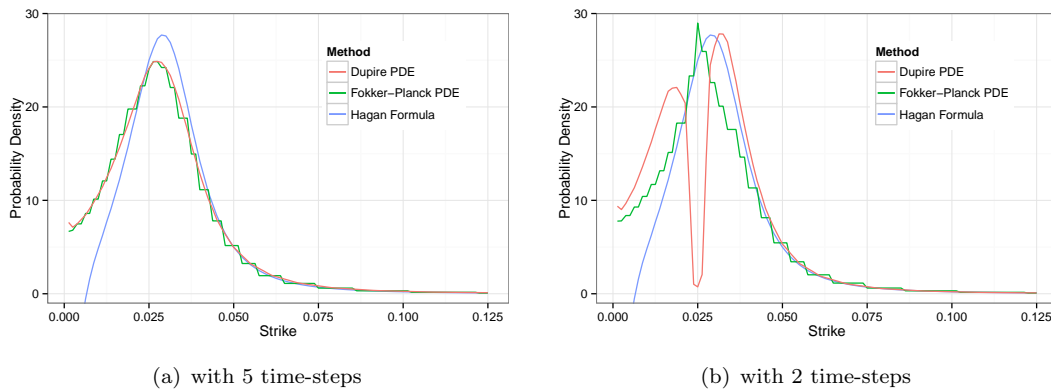 30
20
10
0
Probability Density
Method
Dupire PDE
Fokker−Planck PDE
Hagan Formula
0.000
0.025
0.050
0.075
0.100
0.125
Strike
(a) with 5 time-steps
30
20
10
0
Probability Density
Method
Dupire PDE
Fokker−Planck PDE
Hagan Formula
0.000
0.025
0.050
0.075
0.100
0.125
Strike
(b) with 2 time-steps